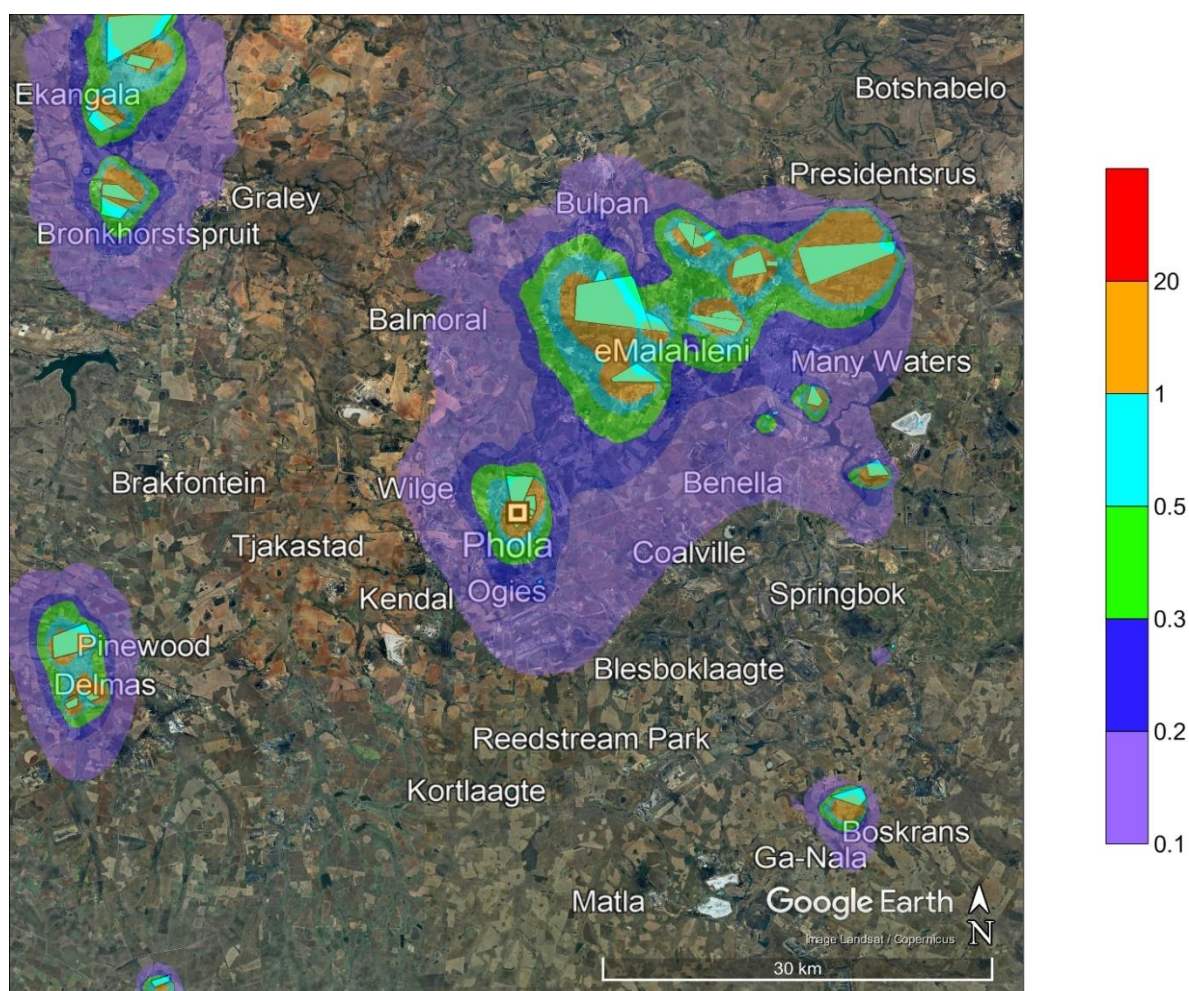 Botshabelo
Ekangala
Presidentsrus
Graley
Bulpan
Bronkhorstspruit
20
Balmoral
eMalahleni
Many Waters
1
Brakfontein
Wilge
Benella
0.5
Tjakastad
Phola
Coalville
Kendal
Ogies
Springbok
0.3
Pinewood
Blesboklaagte
Delmas
0.2
Reedstream Park
Kortlaagte
Boskrans
0.1
Ga-Nala
Matla
Google Earth
N
Image Landsat / Copernicus
30 km